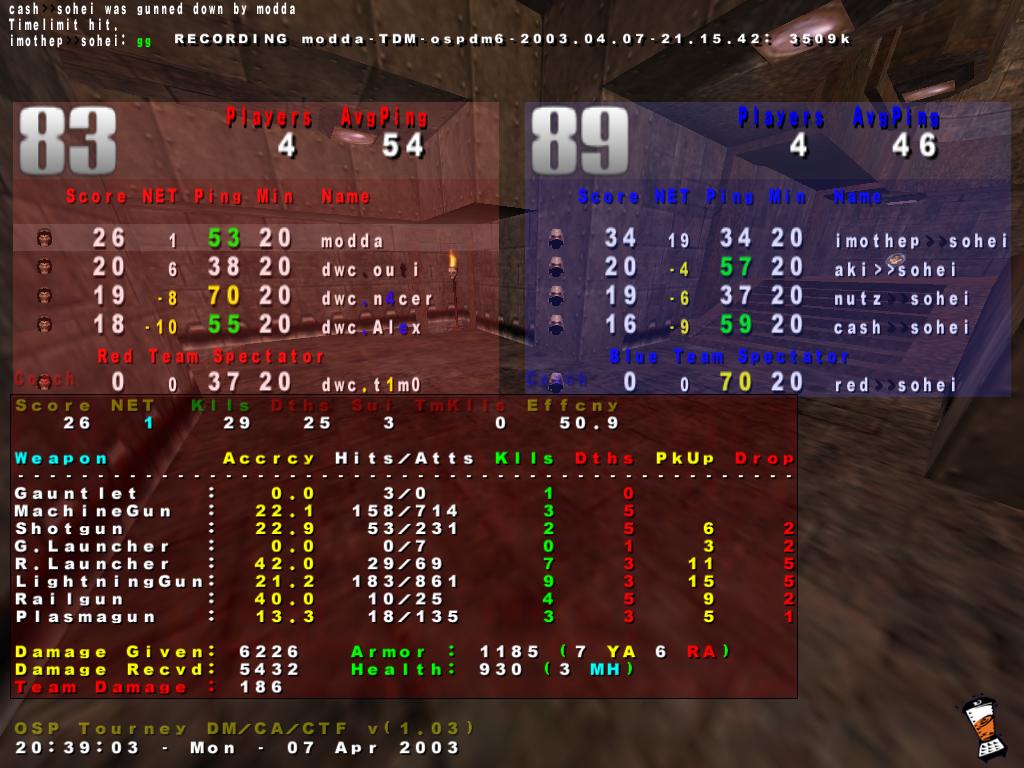 cash>>sohei was gunned down by modda
Timelimit hit.
imothep>>sohei: gg
RECORDING modda-TDM-ospdm6-2003.04.07-21.15.42: 3509k
83 Players AvgPing
4 54
Score NET Ping Min Name
26 1 53 20 modda
20 6 38 20
19 -8 70 20 dwc.n4cer
18 -10 55 20 dwc.Alex
Red Team Spectator
Coach 0 0 37 20 dwc.t1m0
89 Players AvgPing
4 46
Score NET Ping Min Name
34 19 34 20 imothep>>sohei
20 -4 57 20 aki>>sohei
19 -6 37 20 nutz>>sohei
16 -9 59 20 cash>>sohei
Blue Team Spectator
Coach 0 0 70 20 red>>sohei
Score NET Klls Dths Sui TmKlls Effcny
26 1 29 25 3 0 50.9
Weapon Accrcy Hits/Atts Klls Dths PkUp Drop
- - - - - - - - - - - - - - - - - - - - - - - - - - - - - - - - - - - - - - - - - - - -
Gauntlet : 0.0 3/0 1 0
MachineGun : 22.1 158/714 3 5
Shotgun : 22.9 53/231 2 5 6 2
G.Launcher : 0.0 0/7 0 1 3 2
R.Launcher : 42.0 29/69 7 3 11 5
LightningGun: 21.2 183/861 9 3 15 5
Railgun : 40.0 10/25 4 5 9 2
Plasmagun : 13.3 18/135 3 3 5 1
Damage Given: 6226 Armor : 1185 (7 YA 6 RA)
Damage Recvd: 5432 Health: 930 (3 MH)
Team Damage : 186
OSP Tourney DM/CA/CTF v(1.03)
20:39:03 - Mon - 07 Apr 2003